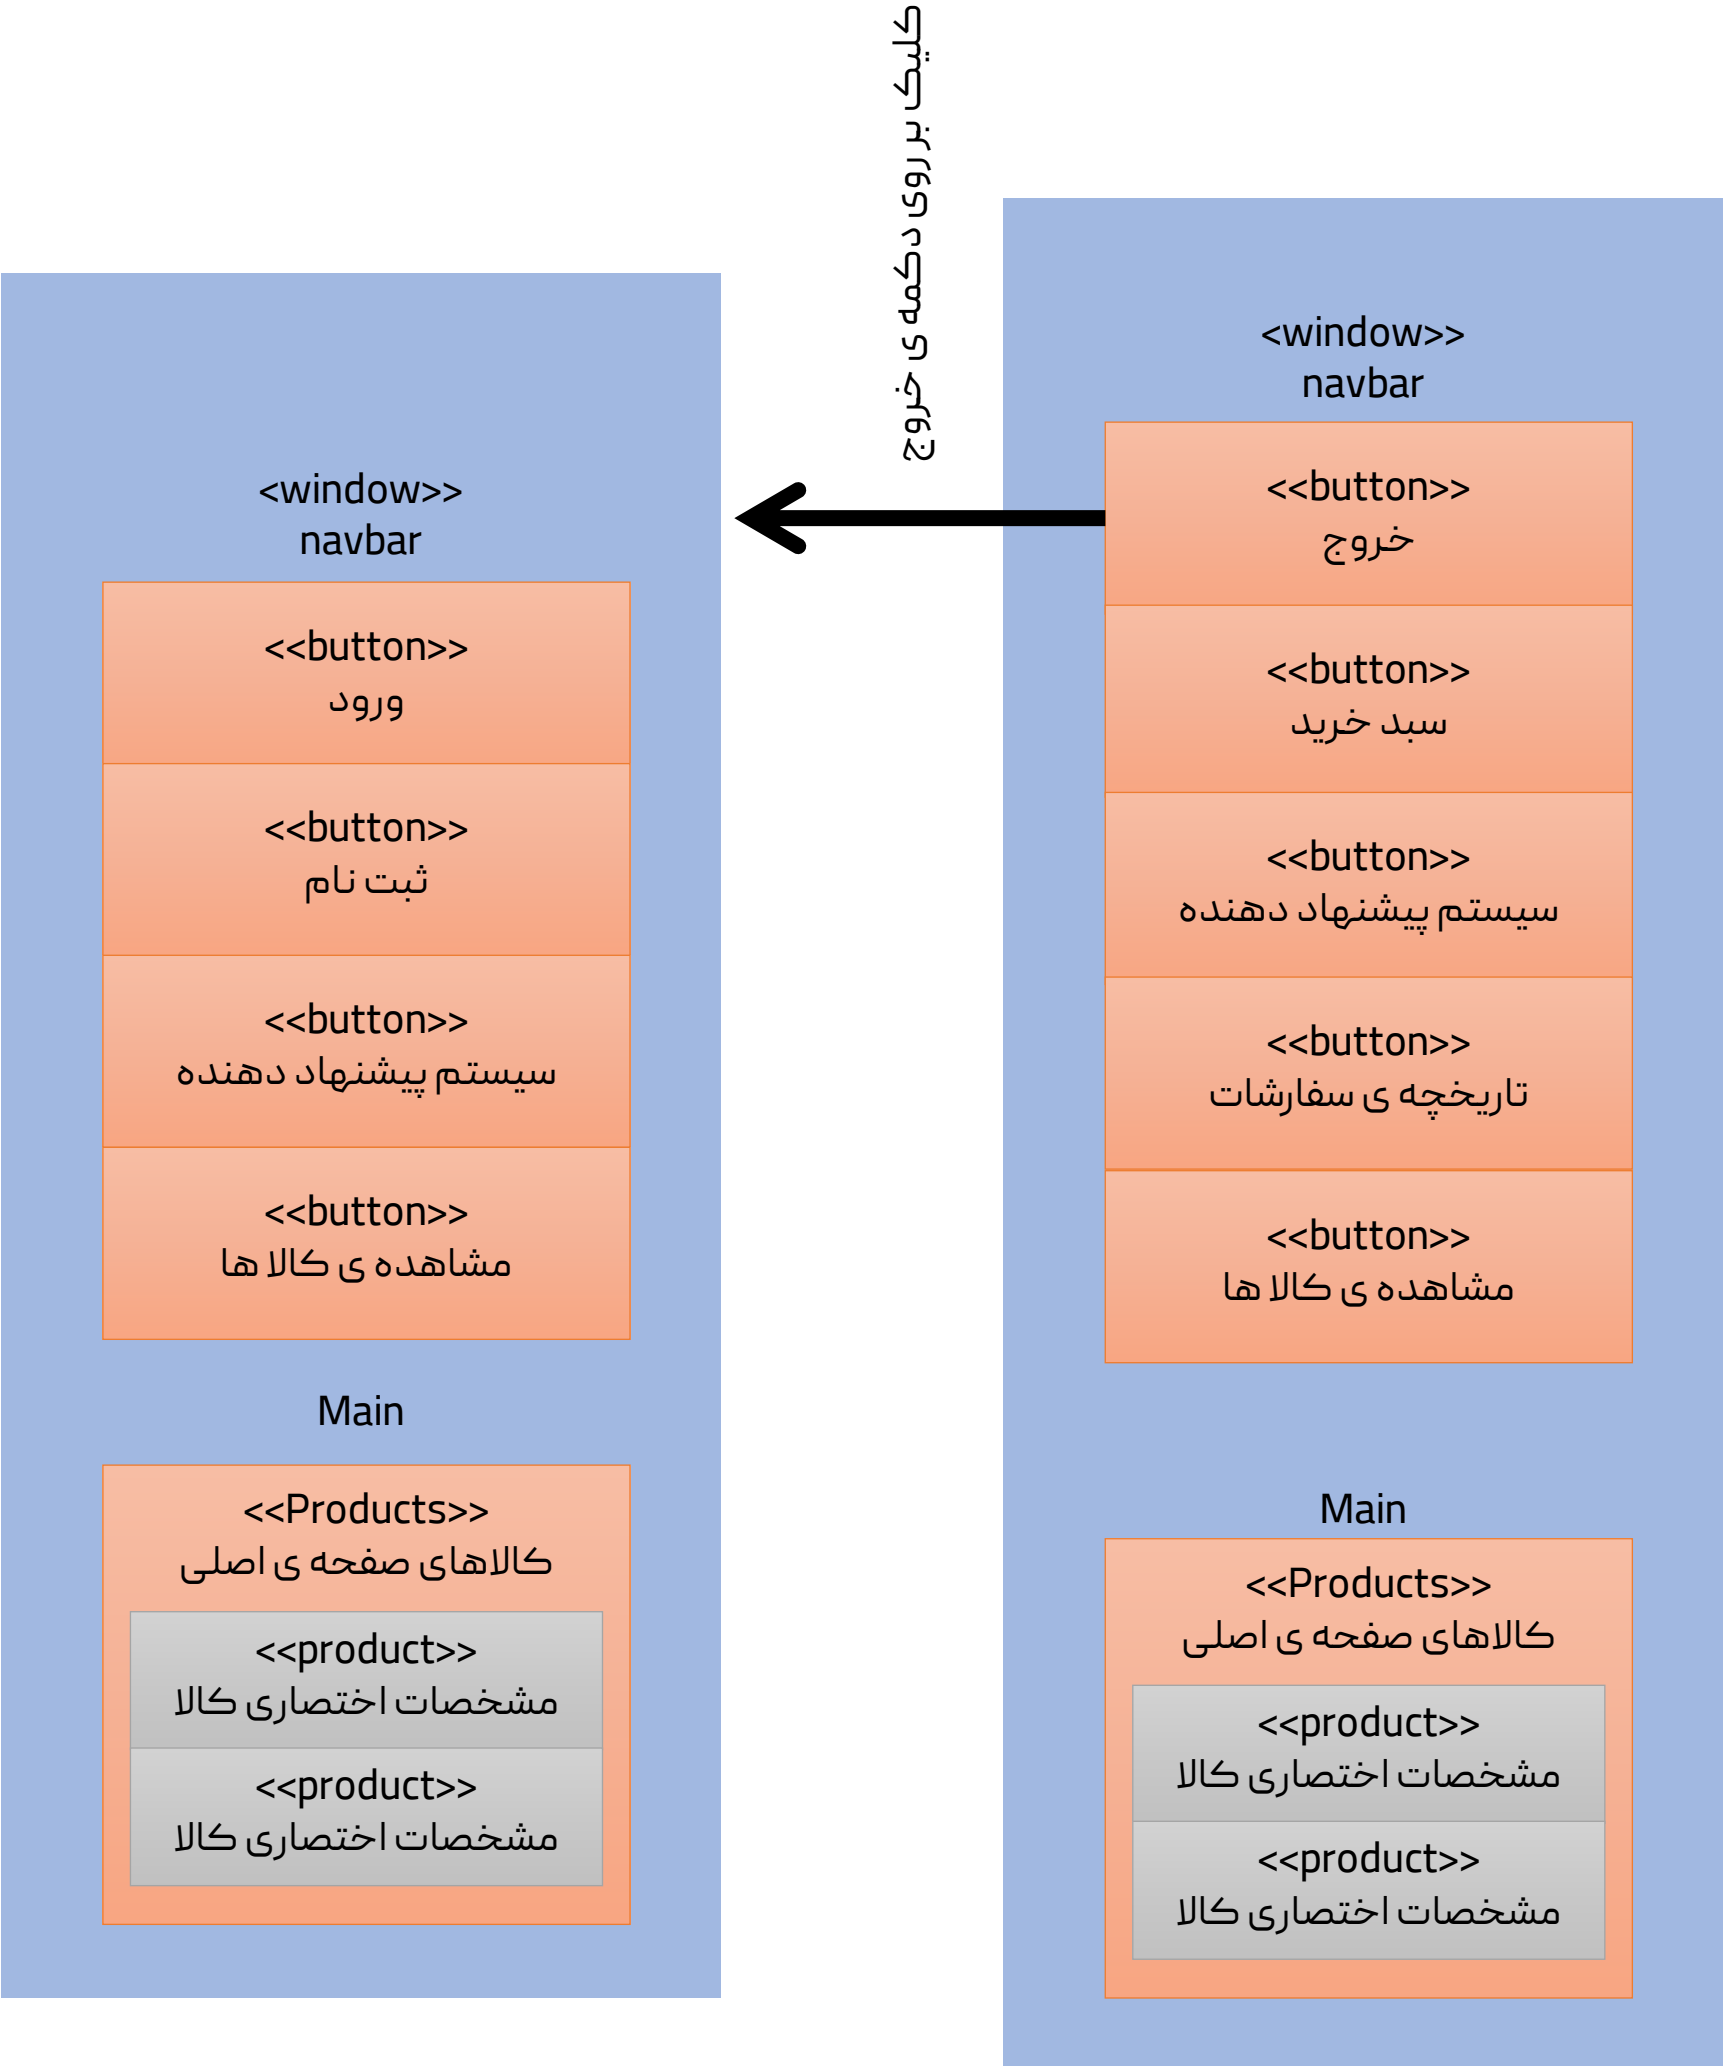 کلیک بر روی دکمه ی خروج
<window>>
navbar
<<button>>
خروج
<<button>>
سبد خرید
<<button>>
سیستم پیشنهاد دهنده
<<button>>
تاریخچه ی سفارشات
<<button>>
مشاهده ی کالا ها
Main
<<Products>>
کالاهای صفحه ی اصلی
<<product>>
مشخصات اختصاری کالا
<<product>>
مشخصات اختصاری کالا
<window>>
navbar
<<button>>
ورود
<<button>>
ثبت نام
<<button>>
سیستم پیشنهاد دهنده
<<button>>
مشاهده ی کالا ها
Main
<<Products>>
کالاهای صفحه ی اصلی
<<product>>
مشخصات اختصاری کالا
<<product>>
مشخصات اختصاری کالا